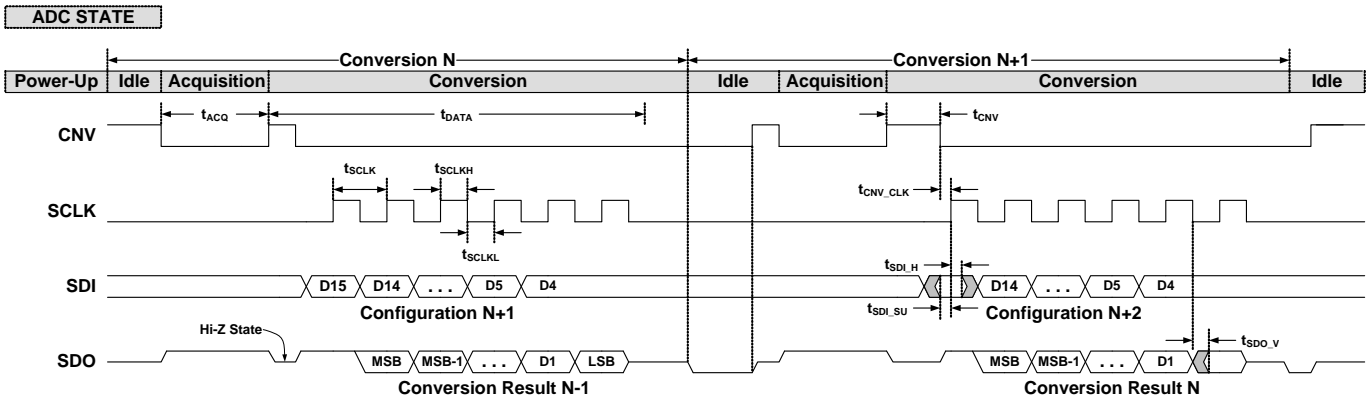 ADC STATE
Conversion N
Conversion N+1
Power-Up Idle Acquisition Conversion Idle Acquisition Conversion Idle
tACQ
tDATA
tCNV
CNV
tSCLK
tSCLKH
tCNV_CLK
SCLK
tSCLKL
tSDI_H
SDI
D15 D14 . . . D5 D4
D14 . . . D5 D4
Configuration N+1
tSDI_SU
Configuration N+2
Hi-Z State
tSDO_V
SDO
MSB MSB-1 . . . D1 LSB
MSB MSB-1 . . . D1
Conversion Result N-1
Conversion Result N